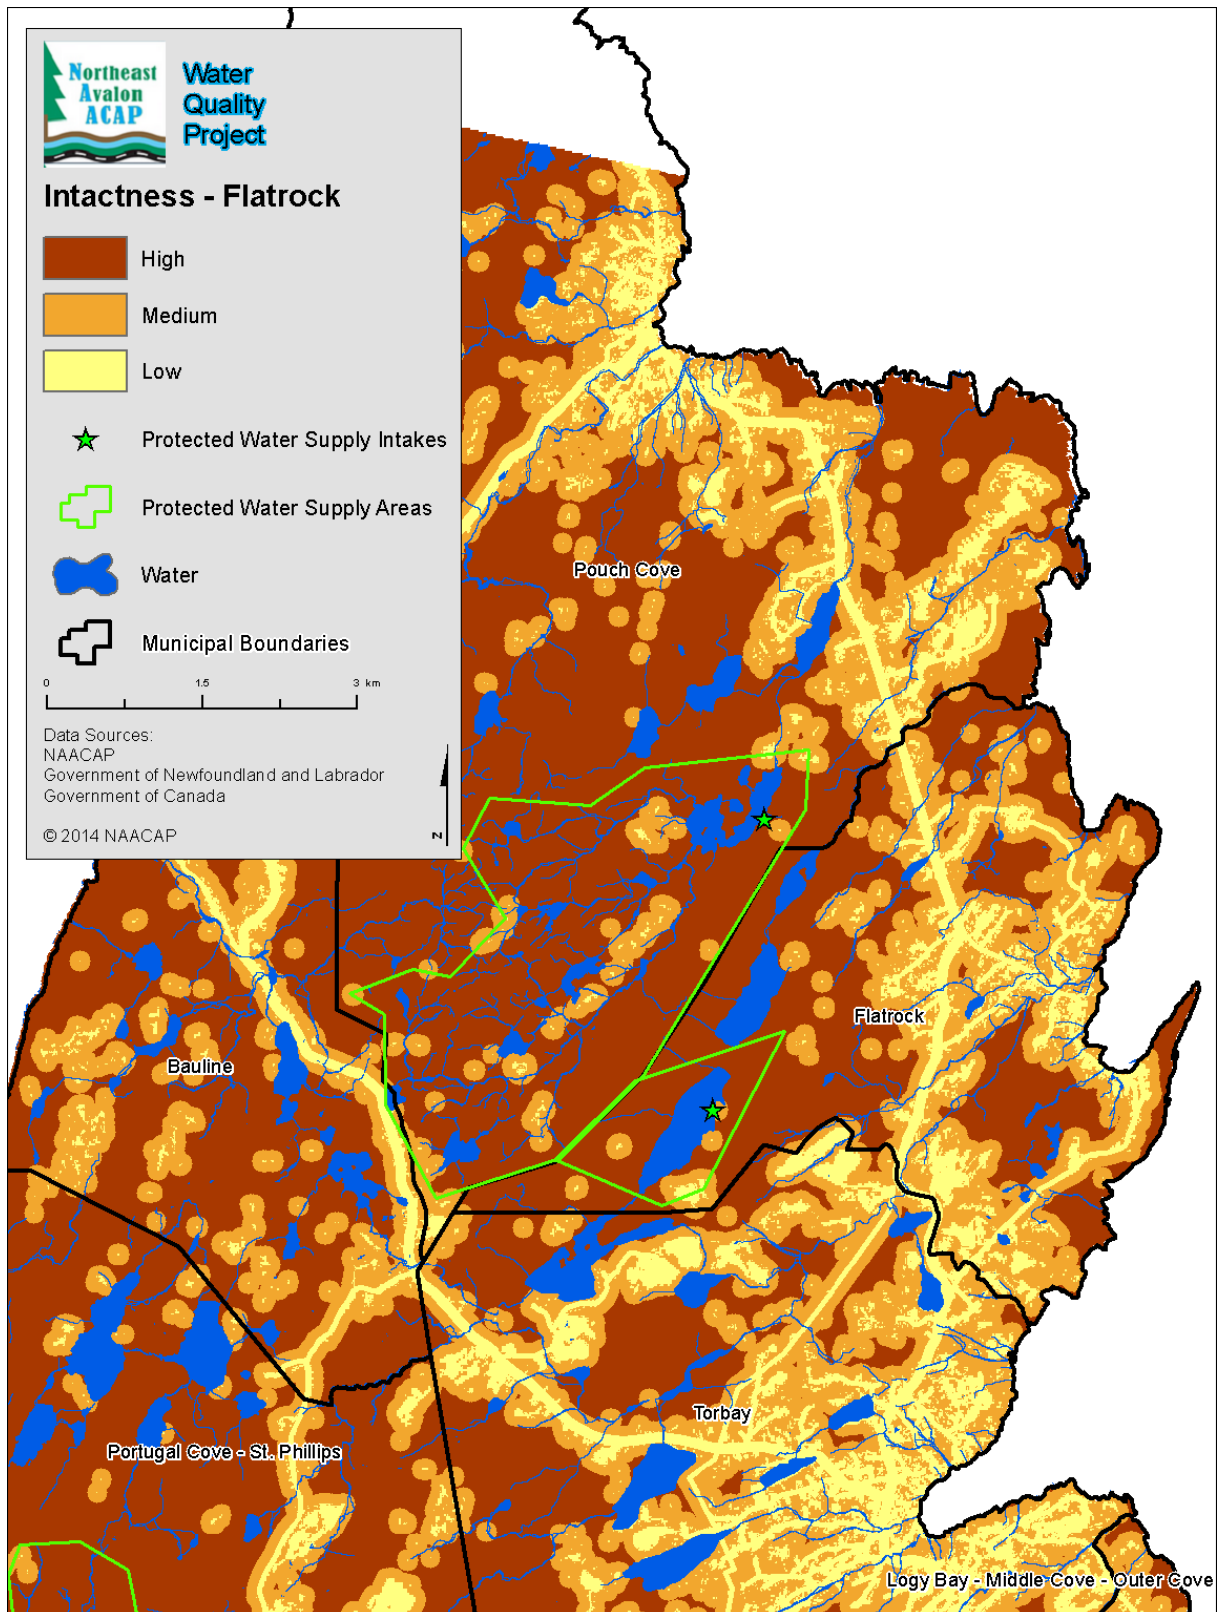 Northeast
Avalon
ACAP
Water
Quality
Project
Intactness - Flatrock
High
Medium
Low
Protected Water Supply Intakes
Protected Water Supply Areas
Water
Municipal Boundaries
0 1.5 3 km
Data Sources:
NAACAP
Government of Newfoundland and Labrador
Government of Canada
© 2014 NAACAP
N
Pouch Cove
Flatrock
Bauline
Torbay
Portugal Cove - St. Phillips
Logy Bay - Middle Cove - Outer Cove